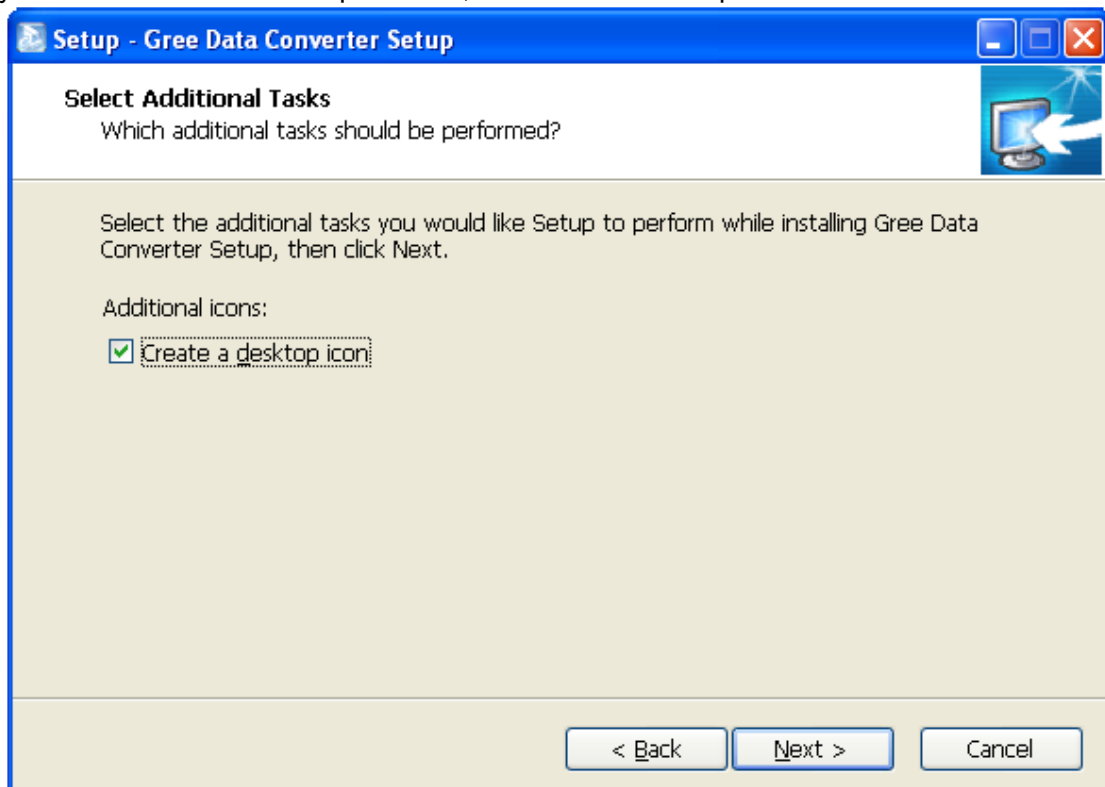 Setup - Gree Data Converter Setup
Select Additional Tasks
Which additional tasks should be performed?
Select the additional tasks you would like Setup to perform while installing Gree Data
Converter Setup, then click Next.
Additional icons:
Create a desktop icon
< Back
Next >
Cancel